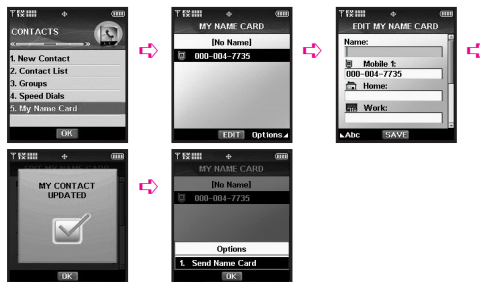 CONTACTS
1. New Contact
2. Contact List
3. Groups
4. Speed Dials
5. My Name Card
OK
MY NAME CARD
[No Name]
000-004-7735
EDIT Options
EDIT MY NAME CARD
Name:
Mobile 1:
000-004-7735
Home:
Work:
Abc SAVE
MY CONTACT
UPDATED
OK
MY NAME CARD
[No Name]
000-004-7735
Options
1. Send Name Card
OK